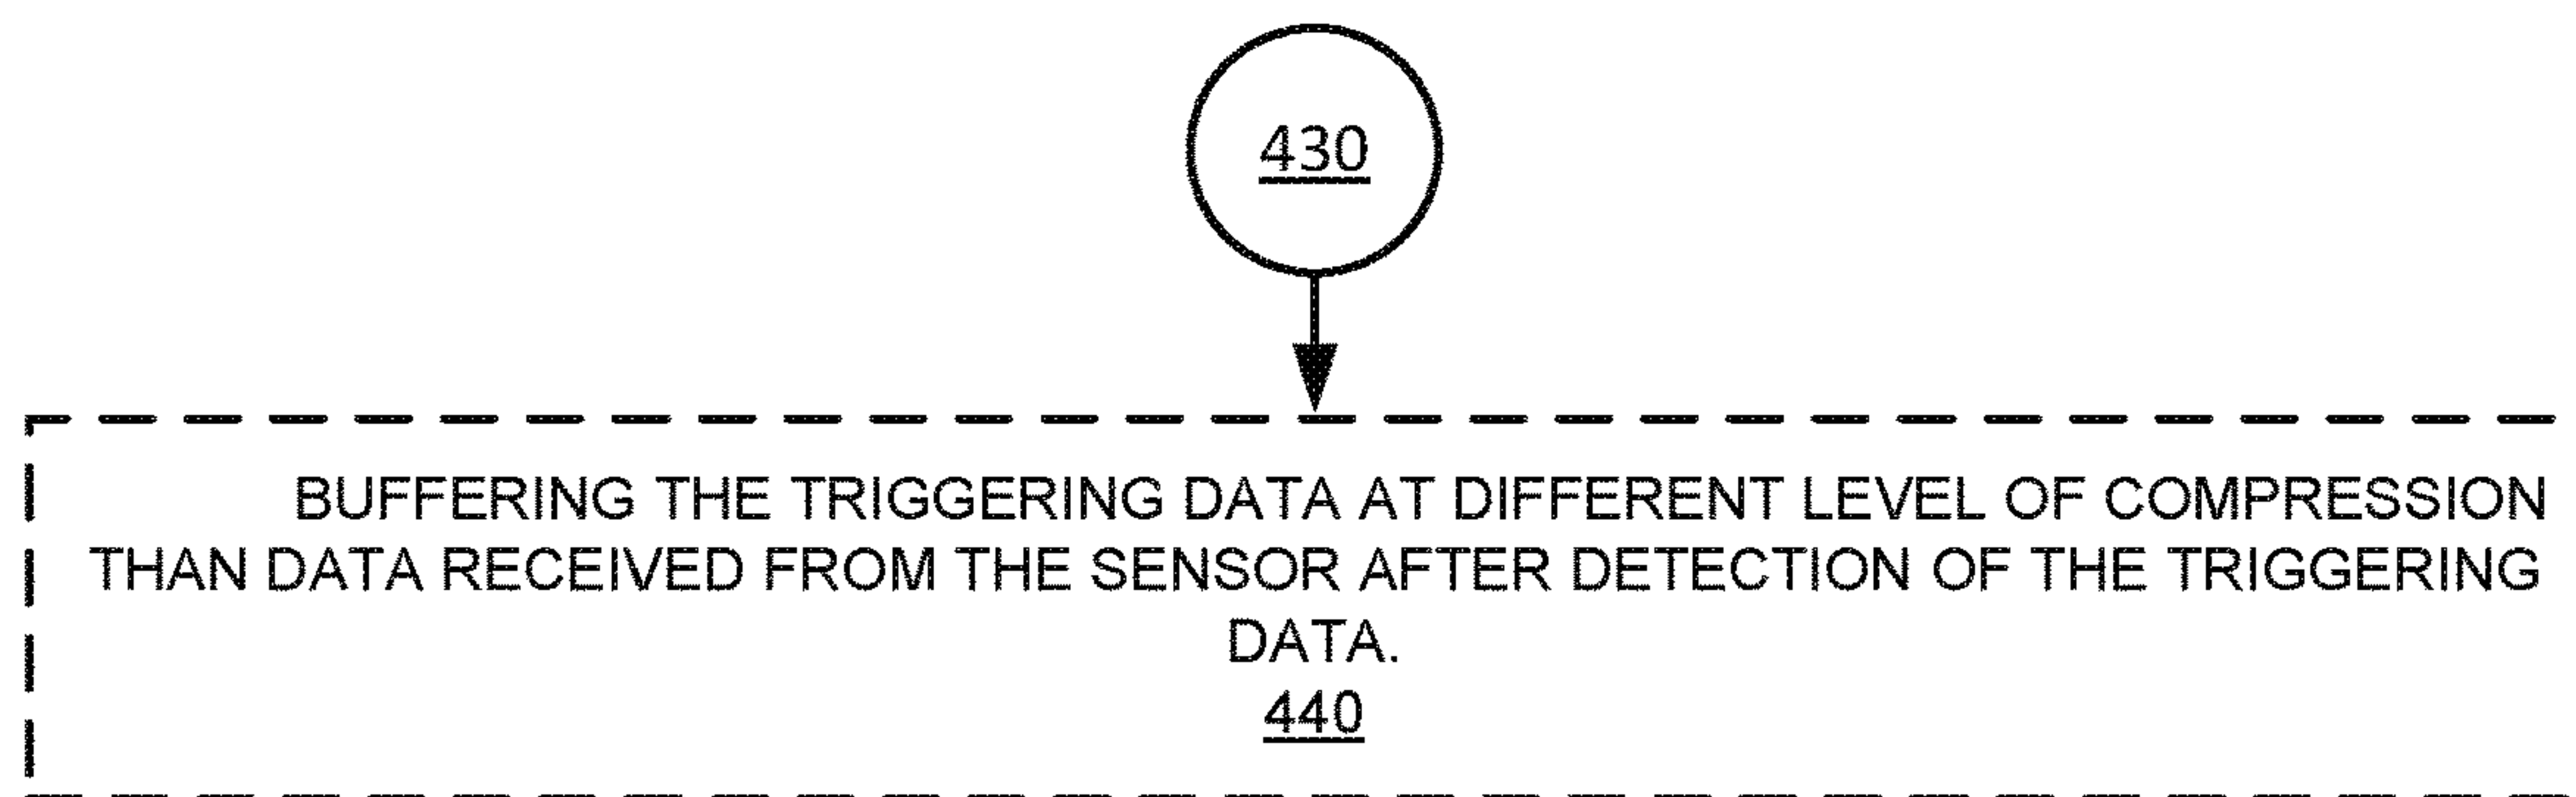 430
BUFFERING THE TRIGGERING DATA AT DIFFERENT LEVEL OF COMPRESSION
THAN DATA RECEIVED FROM THE SENSOR AFTER DETECTION OF THE TRIGGERING
DATA.
440